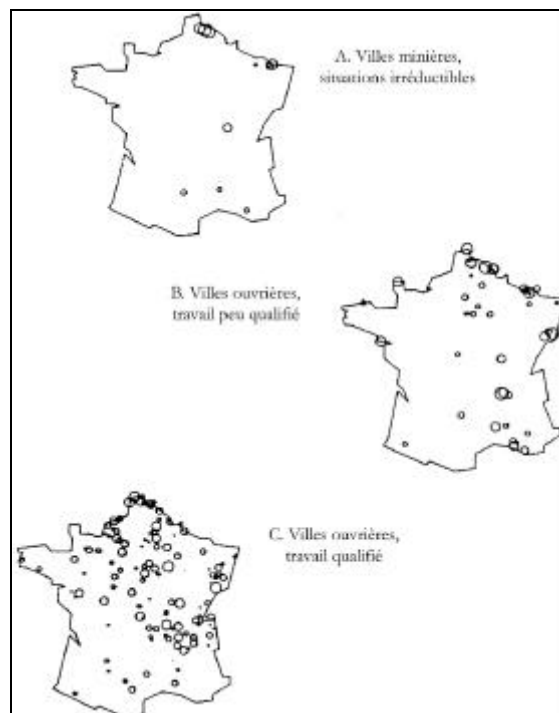 A. Villes minières,
situations irréductibles
B. Villes ouvrières,
travail peu qualifié
C. Villes ouvrières,
travail qualifié